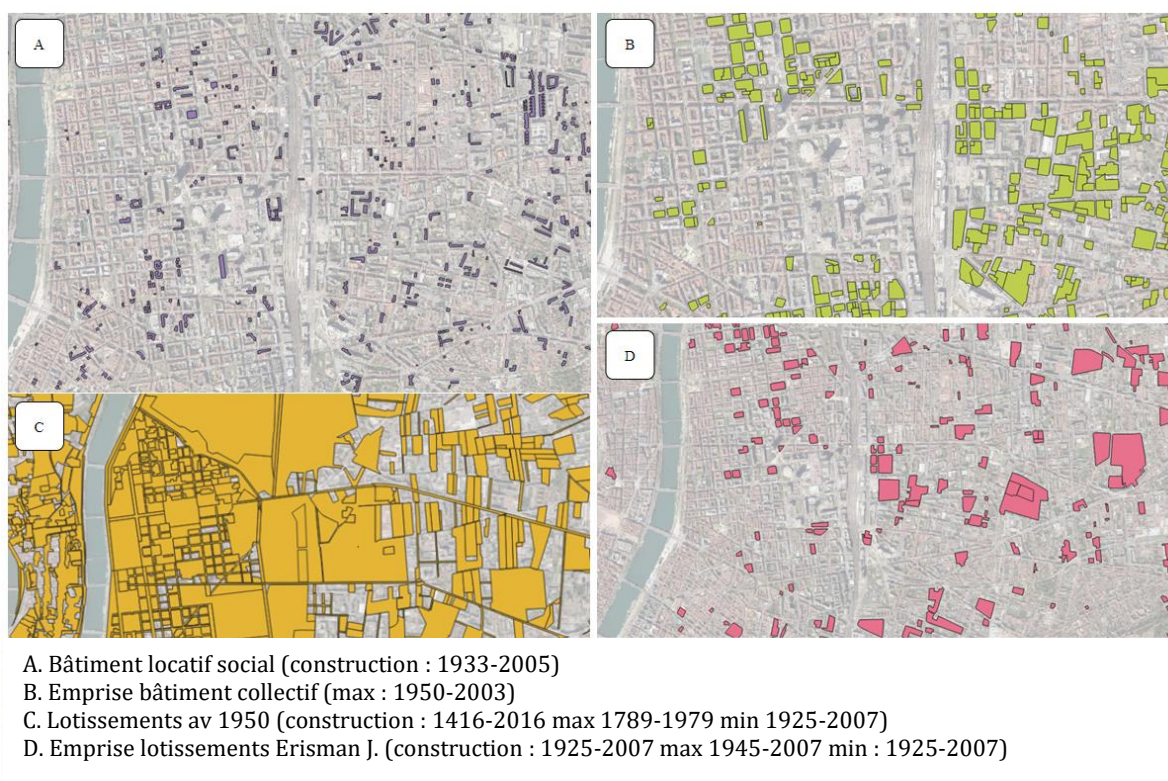 A
B
C
D
A. Bâtiment locatif social (construction : 1933-2005)
B. Emprise bâtiment collectif (max : 1950-2003)
C. Lotissements av 1950 (construction : 1416-2016 max 1789-1979 min 1925-2007)
D. Emprise lotissements Erisman J. (construction : 1925-2007 max 1945-2007 min : 1925-2007)